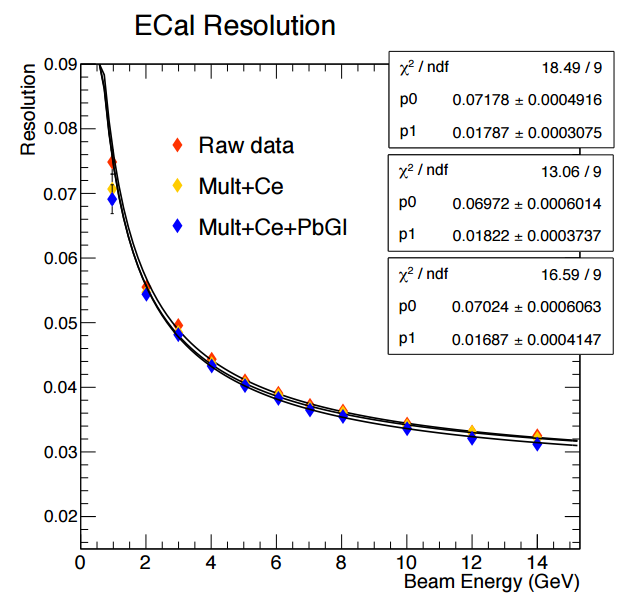 ECal Resolution
Resolution
0.09
0.08
0.07
0.06
0.05
0.04
0.03
0.02
0 2 4 6 8 10 12 14
Beam Energy (GeV)
Raw data
Mult+Ce
Mult+Ce+PbGl
χ² / ndf 18.49 / 9
p0 0.07178 ± 0.0004916
p1 0.01787 ± 0.0003075
χ² / ndf 13.06 / 9
p0 0.06972 ± 0.0006014
p1 0.01822 ± 0.0003737
χ² / ndf 16.59 / 9
p0 0.07024 ± 0.0006063
p1 0.01687 ± 0.0004147